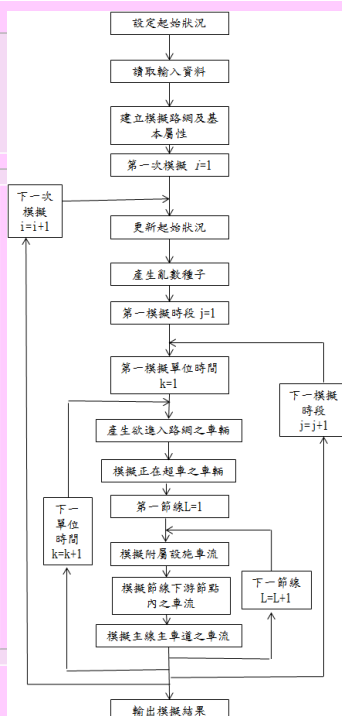 設定起始狀況
讀取輸入資料
建立模擬路網及基
本屬性
第一次模擬 i=1
下一次
模擬
i=i+1
更新起始狀況
產生亂數種子
第一模擬時段 j=1
第一模擬單位時間
k=1
下一模擬
時段
j=j+1
產生欲進入路網之車輛
模擬正在超車之車輛
第一節線L=1
下一
單位
時間
k=k+1
模擬附屬設施車流
模擬節線下游節點
內之車流
下一節線
L=L+1
模擬主線主車道之車流
輸出模擬結果